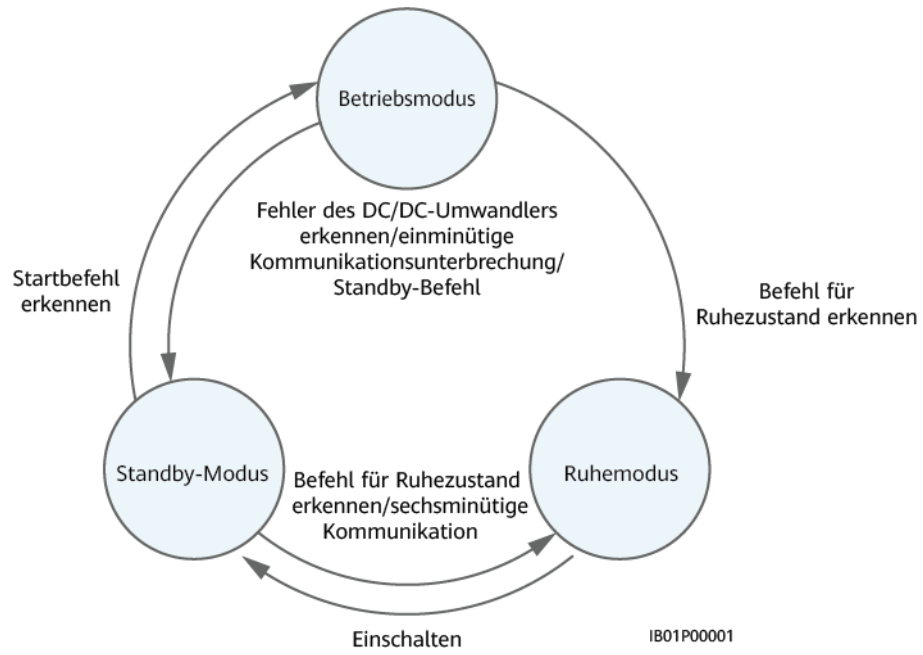 Betriebsmodus
Fehler des DC/DC-Umwandlers
erkennen/einminütige
Kommunikationsunterbrechung/
Standby-Befehl
Startbefehl
erkennen
Befehl für
Ruhezustand erkennen
Standby-Modus
Befehl für Ruhezustand
erkennen/sechsminütige
Kommunikation
Ruhemodus
Einschalten
IB01P00001